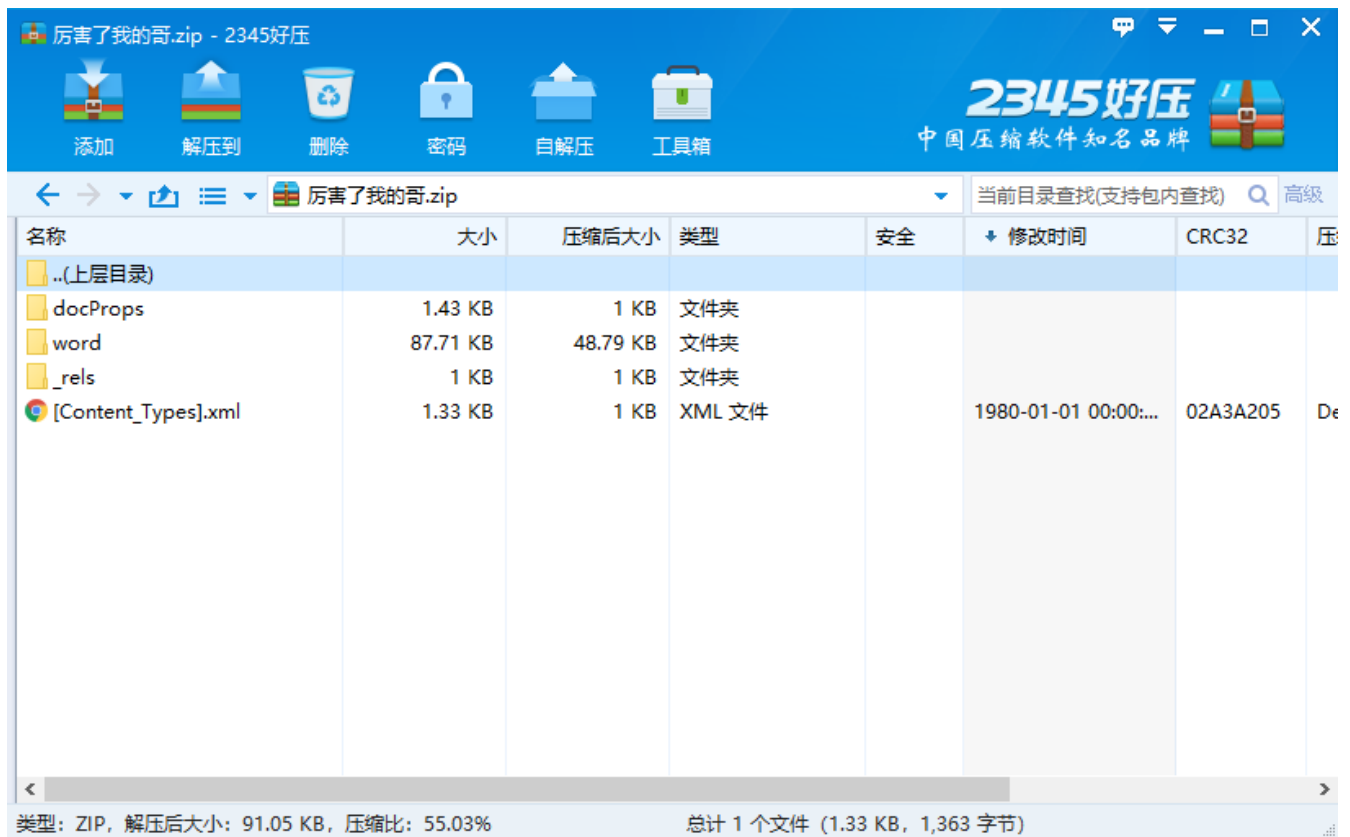 厉害了我的哥.zip - 2345好压
添加 解压到 删除 密码 自解压 工具箱
2345好压
中国压缩软件知名品牌
厉害了我的哥.zip 当前目录查找(支持包内查找) 高级
名称 大小 压缩后大小 类型 安全 修改时间 CRC32
..(上层目录)
docProps 1.43 KB 1 KB 文件夹
word 87.71 KB 48.79 KB 文件夹
_rels 1 KB 1 KB 文件夹
[Content_Types].xml 1.33 KB 1 KB XML 文件 1980-01-01 00:00:... 02A3A205 De
类型: ZIP, 解压后大小: 91.05 KB, 压缩比: 55.03% 总计 1 个文件 (1.33 KB, 1,363 字节)